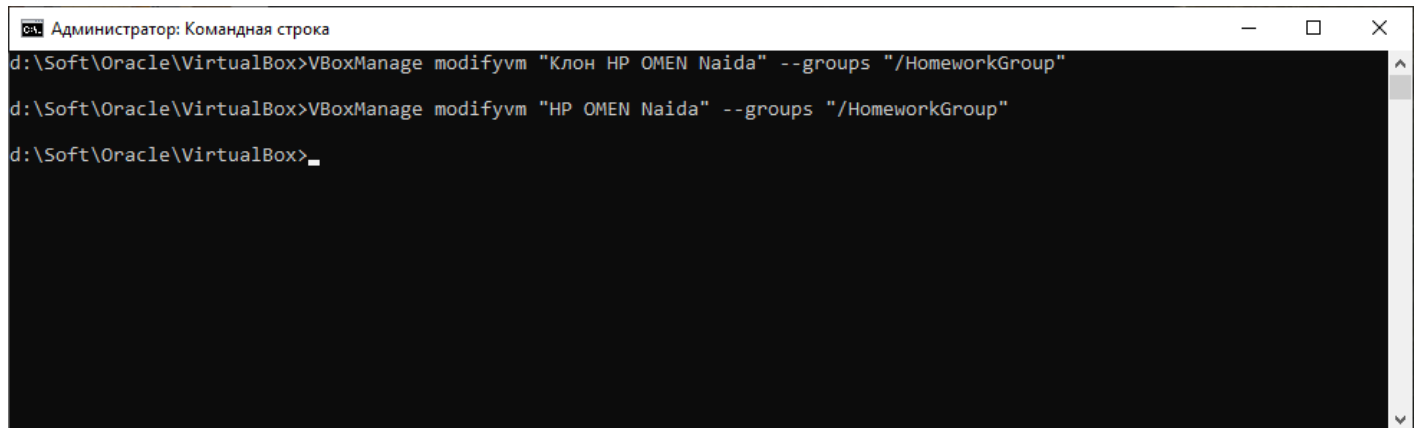 Администратор: Командная строка
d:\Soft\Oracle\VirtualBox>VBoxManage modifyvm "Клон HP OMEN Naida" --groups "/HomeworkGroup"
d:\Soft\Oracle\VirtualBox>VBoxManage modifyvm "HP OMEN Naida" --groups "/HomeworkGroup"
d:\Soft\Oracle\VirtualBox>